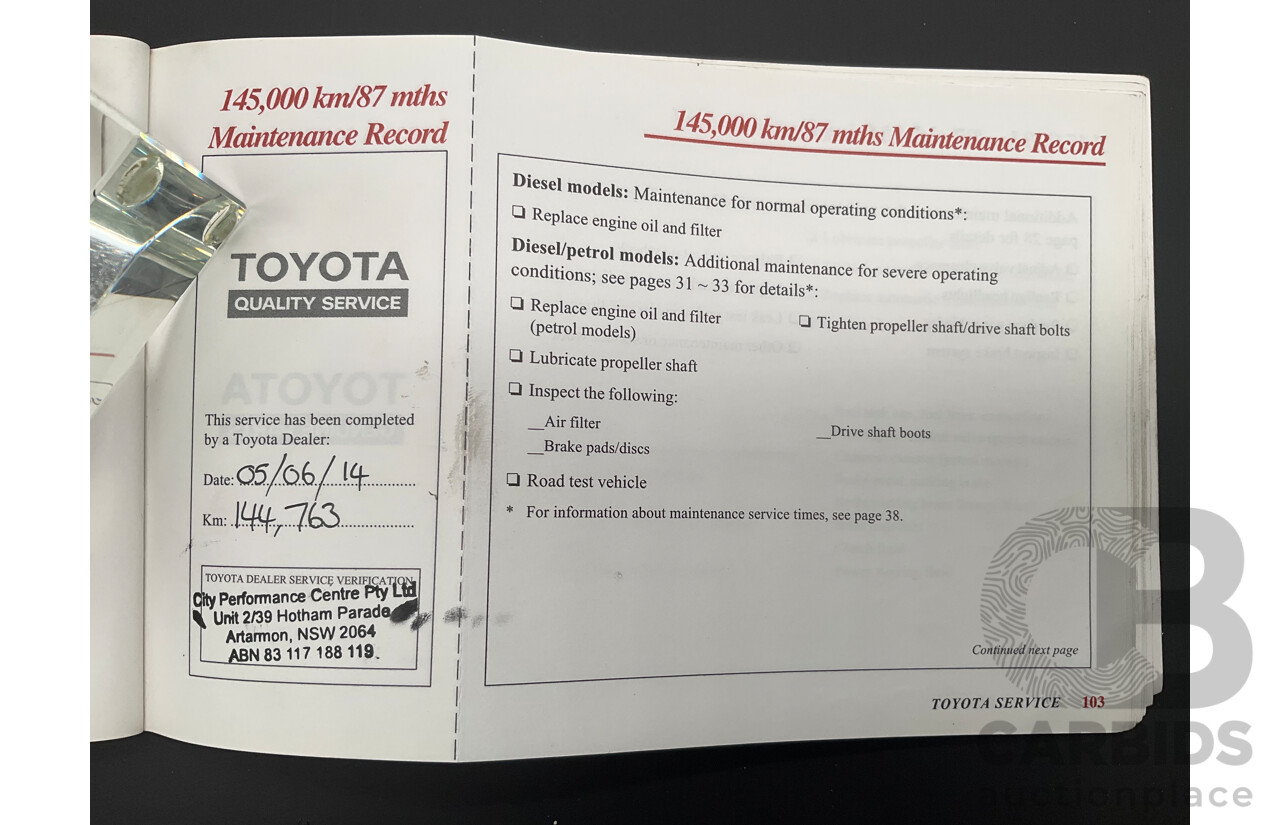 145,000 km/87 mths
Maintenance Record
TOYOTA
QUALITY SERVICE
This service has been completed
by a Toyota Dealer:
Date: 05/06/14
Km: 144,763
TOYOTA DEALER SERVICE VERIFICATION
City Performance Centre Pty Ltd
Unit 2/39 Hotham Parade
Artarmon, NSW 2064
ABN 83 117 188 119.
145,000 km/87 mths Maintenance Record
Diesel models: Maintenance for normal operating conditions*:
❏ Replace engine oil and filter
Diesel/petrol models: Additional maintenance for severe operating
conditions; see pages 31 ~ 33 for details*:
❏ Replace engine oil and filter
(petrol models)
❏ Tighten propeller shaft/drive shaft bolts
❏ Lubricate propeller shaft
❏ Inspect the following:
__Air filter
__Drive shaft boots
__Brake pads/discs
❏ Road test vehicle
* For information about maintenance service times, see page 38.
Continued next page
TOYOTA SERVICE 103
CARBIDS
auctionplace